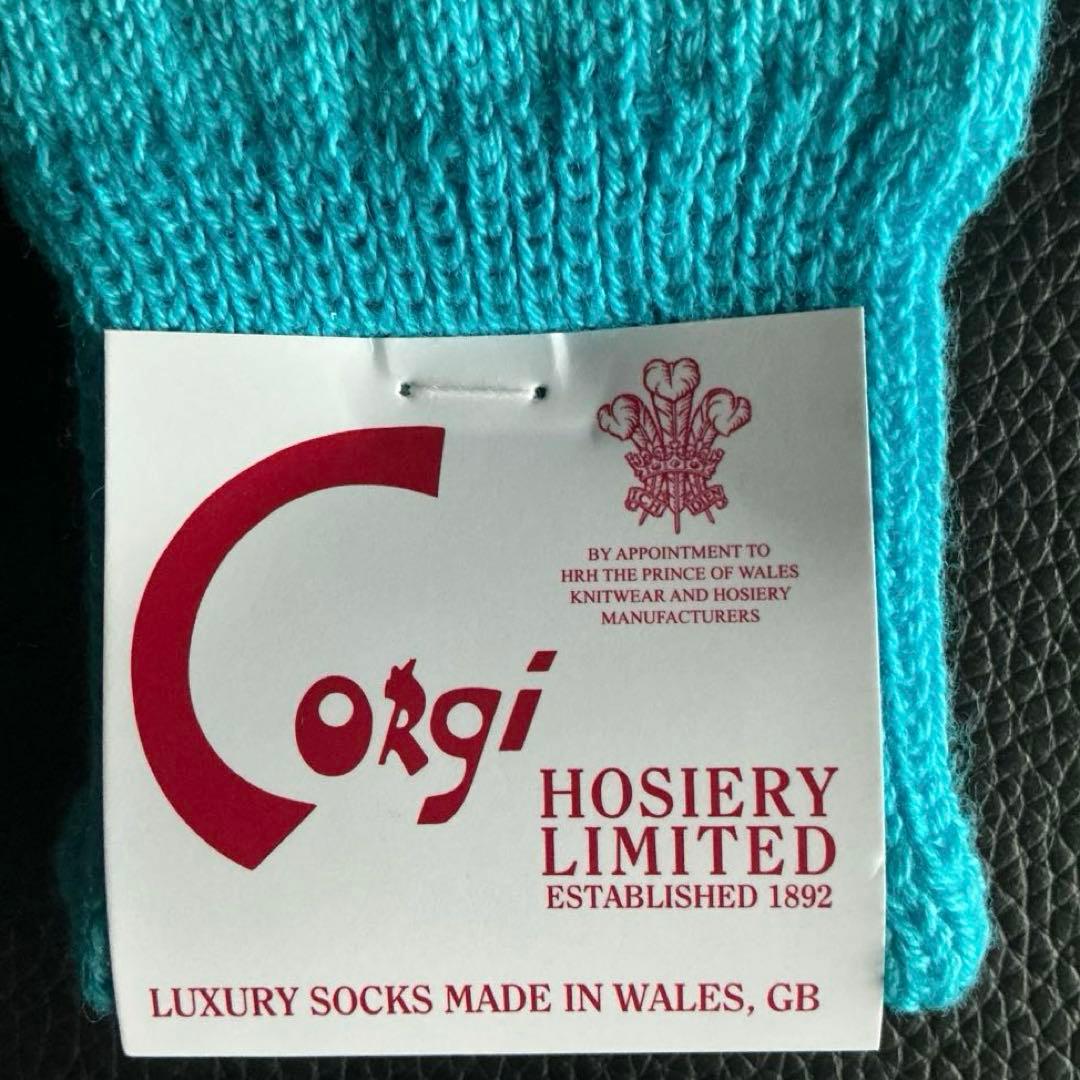 BY APPOINTMENT TO
HRH THE PRINCE OF WALES
KNITWEAR AND HOSIERY
MANUFACTURERS
Corgi
HOSIERY
LIMITED
ESTABLISHED 1892
LUXURY SOCKS MADE IN WALES, GB